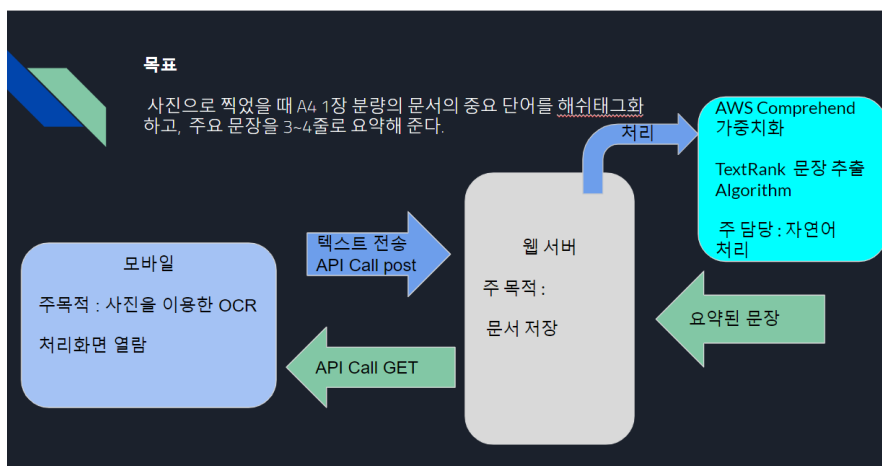 목표
사진으로 찍었을 때 A4 1장 분량의 문서의 중요 단어를 해쉬태그화
하고, 주요 문장을 3~4줄로 요약해 준다.
처리
AWS Comprehend
가중치화
TextRank 문장 추출
Algorithm
주 담당 : 자연어
처리
텍스트 전송
API Call post
웹 서버
주 목적 :
문서 저장
모바일
주목적 : 사진을 이용한 OCR
처리화면 열람
요약된 문장
API Call GET